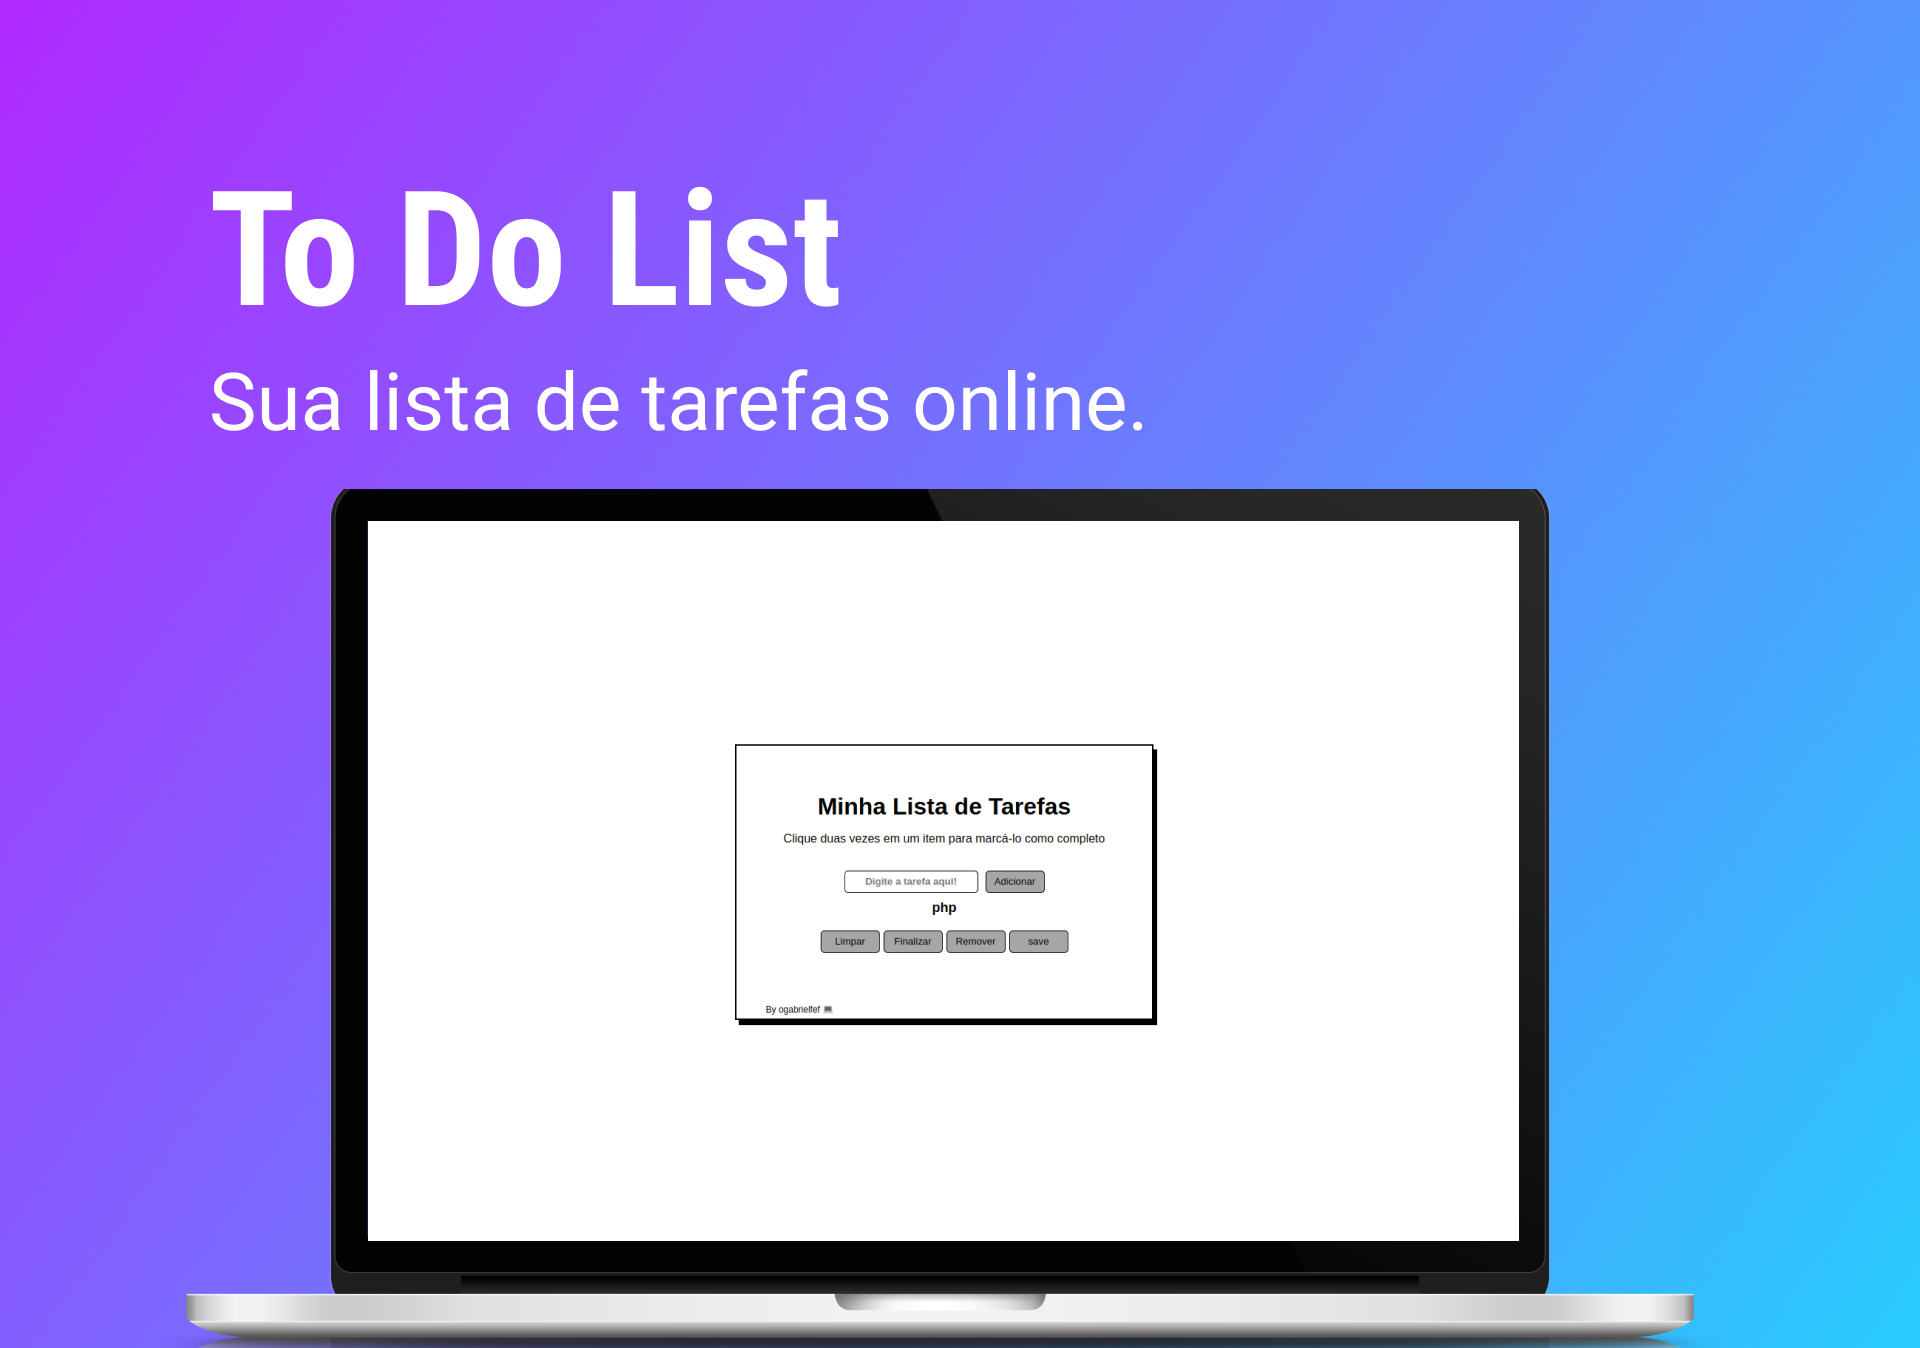 To Do List
Sua lista de tarefas online.
Minha Lista de Tarefas
Clique duas vezes em um item para marcá-lo como completo
Digite a tarefa aqui! Adicionar
php
Limpar Finalizar Remover save
By ogabrielfef 💻